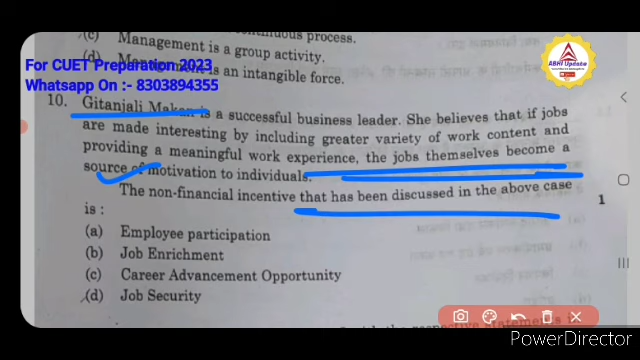 (c) Management is a group activity.
(d) Management is an intangible force.
For CUET Preparation 2023
Whatsapp On :- 8303894355
ABHI Update
10. Gitanjali Makan is a successful business leader. She believes that if jobs
are made interesting by including greater variety of work content and
providing a meaningful work experience, the jobs themselves become a
source of motivation to individuals.
The non-financial incentive that has been discussed in the above case
is :
1
(a) Employee participation
(b) Job Enrichment
(c) Career Advancement Opportunity
(d) Job Security
PowerDirector